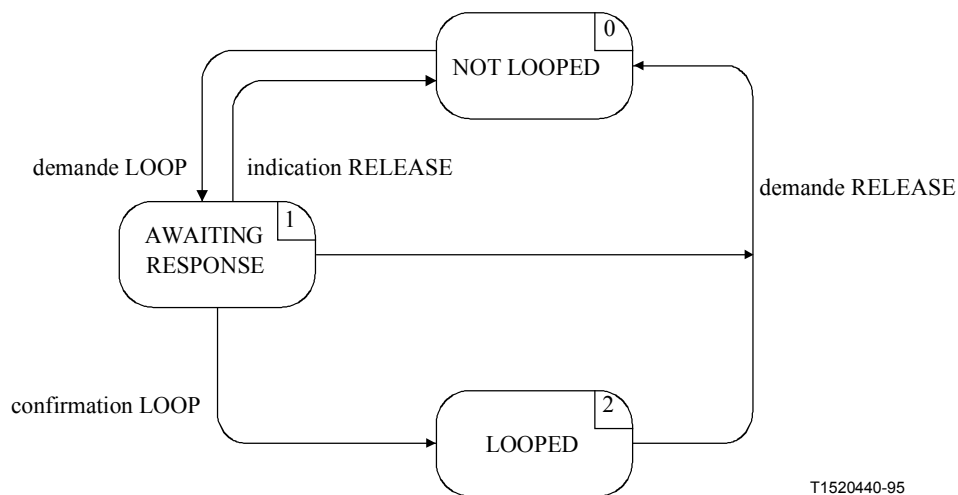 0
NOT LOOPED
demande LOOP
indication RELEASE
demande RELEASE
1
AWAITING
RESPONSE
confirmation LOOP
2
LOOPED
T1520440-95